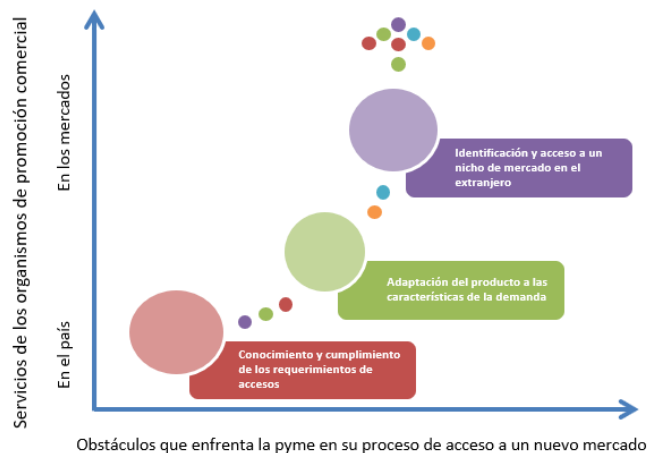 Servicios de los organismos de promoción comercial
En los mercados
En el país
Identificación y acceso a un
nicho de mercado en el
extranjero
Adaptación del producto a las
características de la demanda
Conocimiento y cumplimiento
de los requerimientos de
accesos
Obstáculos que enfrenta la pyme en su proceso de acceso a un nuevo mercado